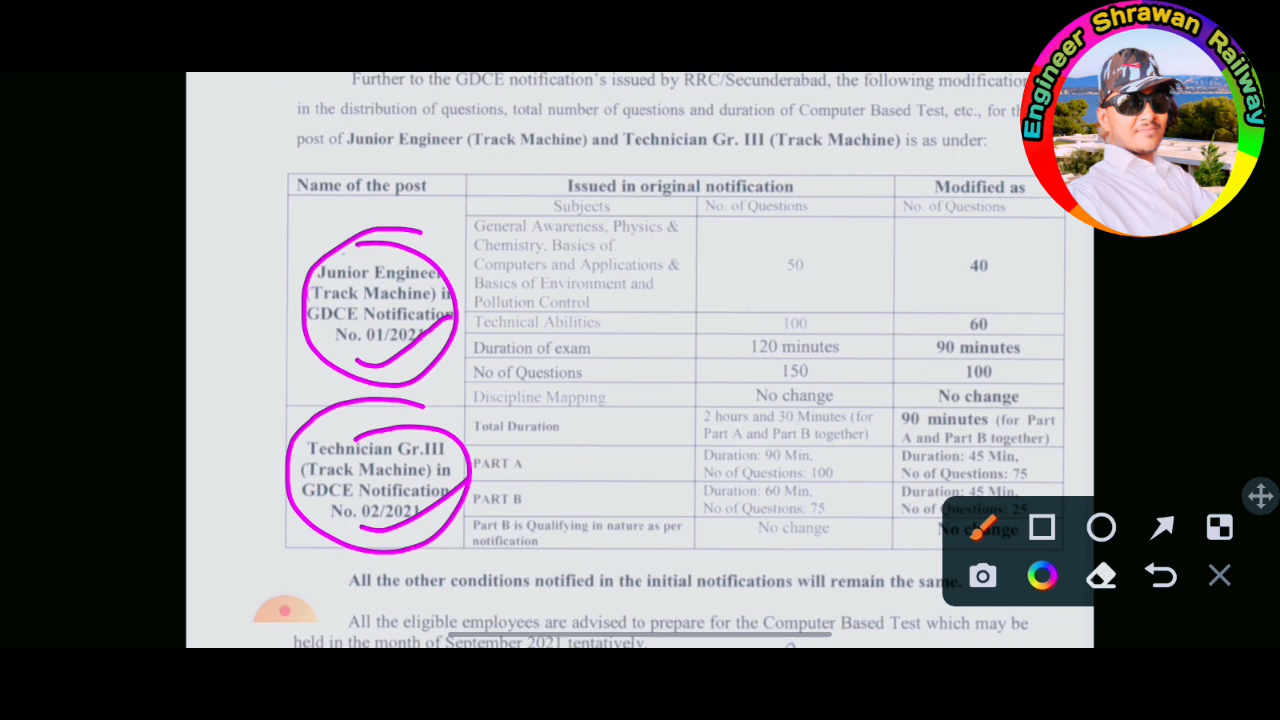 Engineer Shrawan Railway
Further to the GDCE notification's issued by RRC/Secunderabad, the following modification
in the distribution of questions, total number of questions and duration of Computer Based Test, etc., for
post of Junior Engineer (Track Machine) and Technician Gr. III (Track Machine) is as under:
Name of the post Issued in original notification Modified as
Subjects No. of Questions No. of Questions
Junior Engineer
(Track Machine) in
GDCE Notification
No. 01/2021
General Awareness, Physics &
Chemistry, Basics of
Computers and Applications &
Basics of Environment and
Pollution Control
50 40
Technical Abilities 100 60
Duration of exam 120 minutes 90 minutes
No of Questions 150 100
Discipline Mapping No change No change
Technician Gr.III
(Track Machine) in
GDCE Notification
No. 02/2021
Total Duration
2 hours and 30 Minutes (for
Part A and Part B together)
90 minutes (for Part
A and Part B together)
PART A
Duration: 90 Min,
No of Questions: 100
Duration: 45 Min,
No of Questions: 75
PART B
Duration: 60 Min,
No of Questions: 75
Duration: 45 Min,
No of Questions: 25
Part B is Qualifying in nature as per
notification
No change No change
All the other conditions notified in the initial notifications will remain the same.
All the eligible employees are advised to prepare for the Computer Based Test which may be
held in the month of September 2021 tentatively.